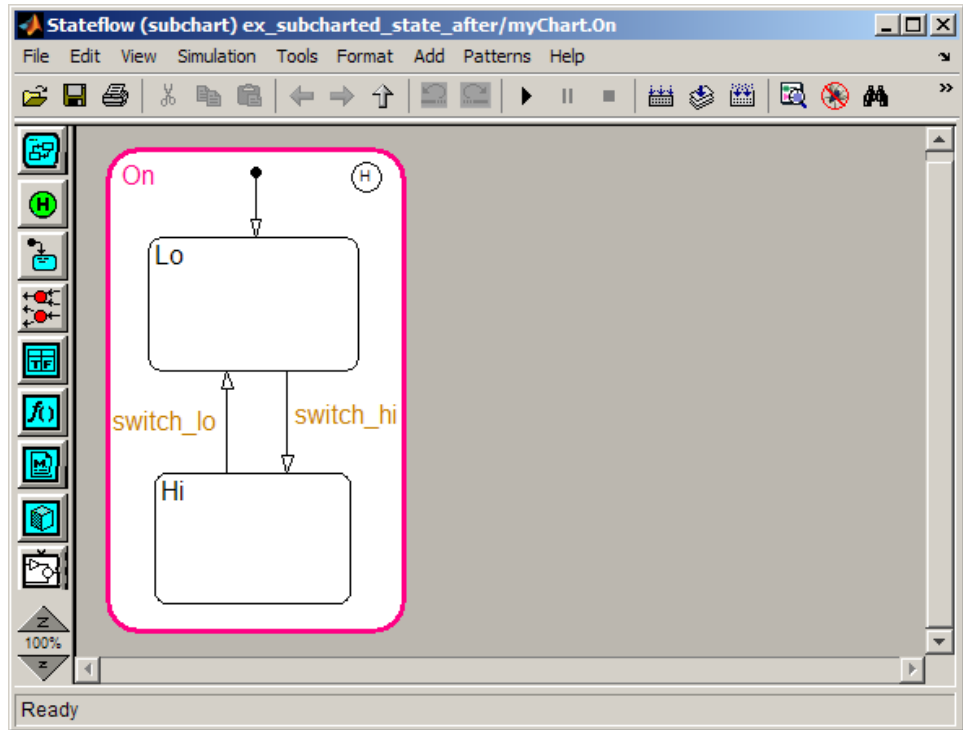 Stateflow (subchart) ex_subcharted_state_after/myChart.On
File Edit View Simulation Tools Format Add Patterns Help
»
On
H
H
Lo
TF
f()
switch_lo
switch_hi
M
Hi
Z
100%
z
Ready